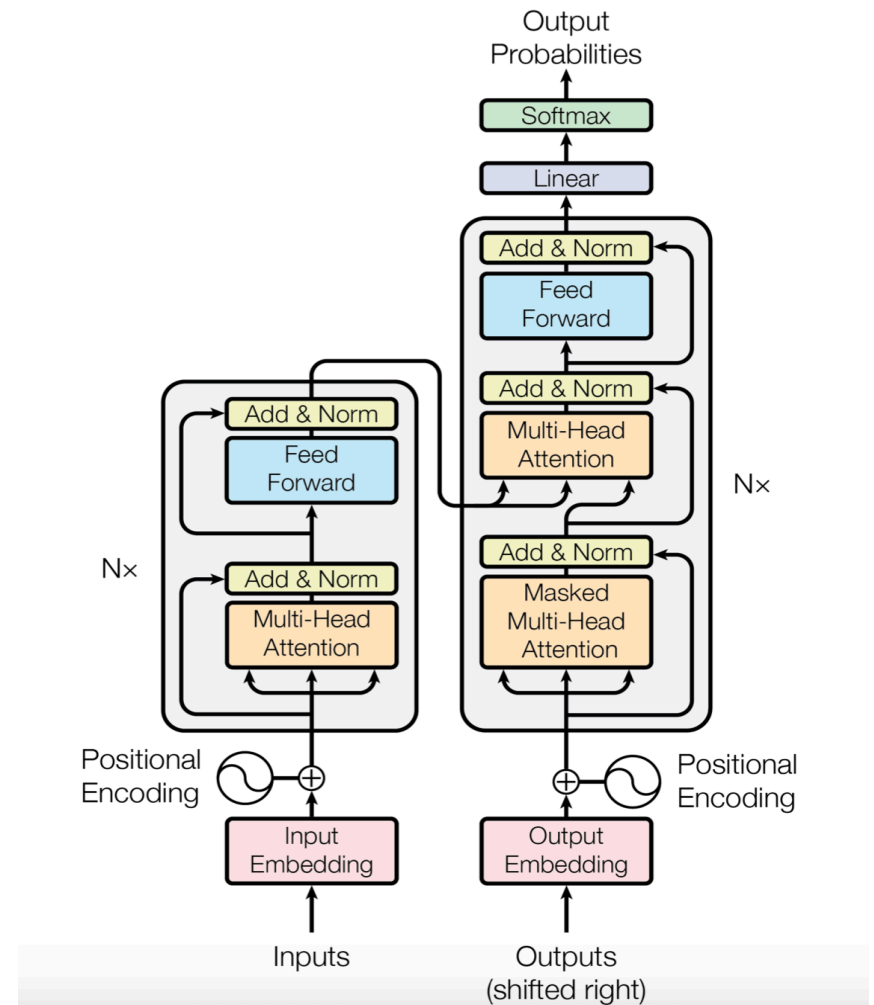 Output
Probabilities
Softmax
Linear
Add & Norm
Feed
Forward
Add & Norm
Multi-Head
Attention
Add & Norm
Masked
Multi-Head
Attention
N×
Add & Norm
Feed
Forward
Add & Norm
Multi-Head
Attention
N×
Positional
Encoding
Positional
Encoding
Input
Embedding
Output
Embedding
Inputs
Outputs
(shifted right)